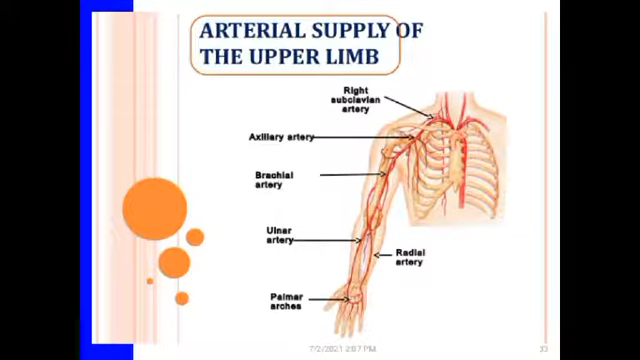 ARTERIAL SUPPLY OF
THE UPPER LIMB
Right
subclavian
artery
Axillary artery
Brachial
artery
Ulnar
artery
Radial
artery
Palmar
arches
7/2/2021 2:07 PM
33